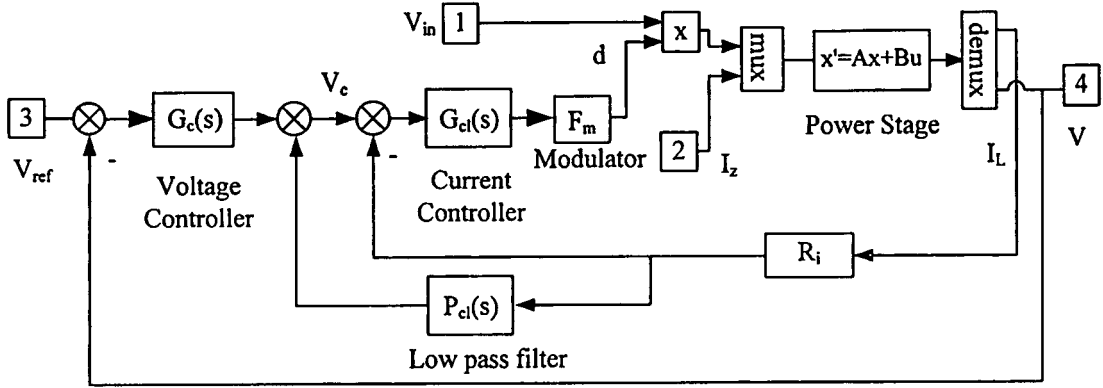 V_in 1
x
d
mux
x'=Ax+Bu
Power Stage
demux
4
V
3
V_ref
G_c(s)
Voltage
Controller
V_c
G_cl(s)
Current
Controller
F_m
Modulator
2
I_z
I_L
-
-
R_i
P_cl(s)
Low pass filter